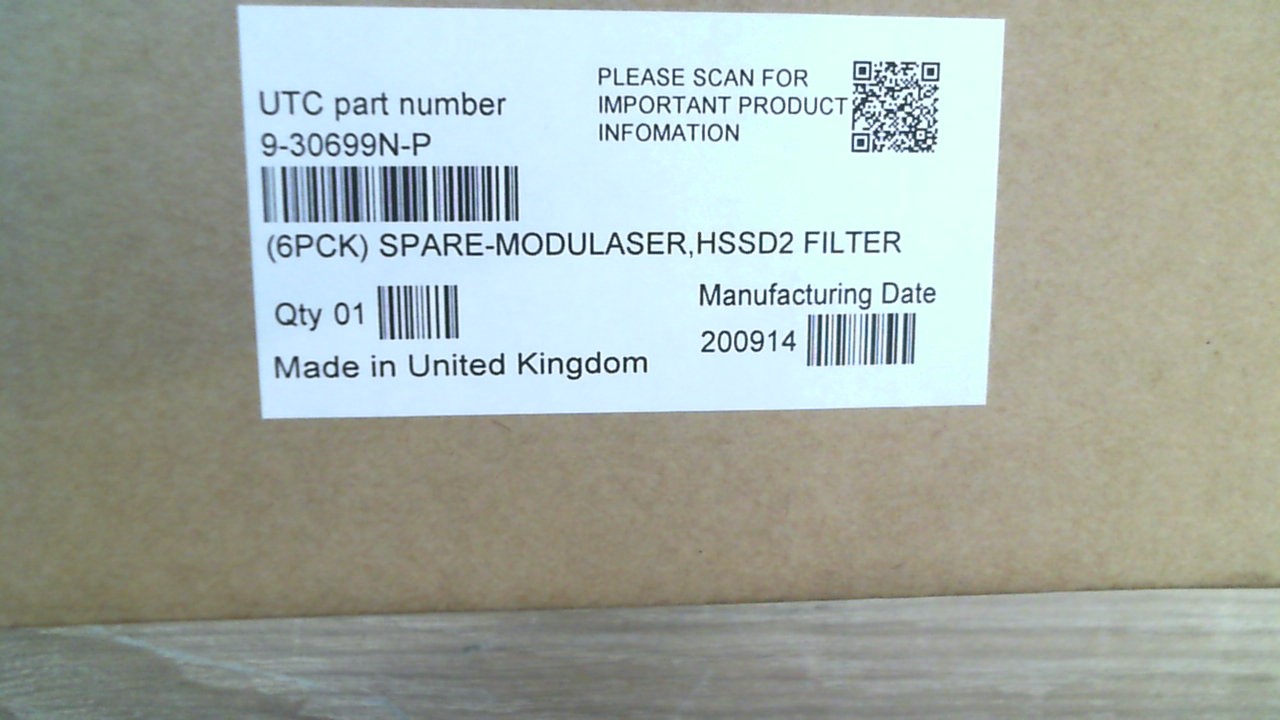 UTC part number
9-30699N-P
PLEASE SCAN FOR
IMPORTANT PRODUCT
INFOMATION
(6PCK) SPARE-MODULASER,HSSD2 FILTER
Qty 01
Manufacturing Date
200914
Made in United Kingdom